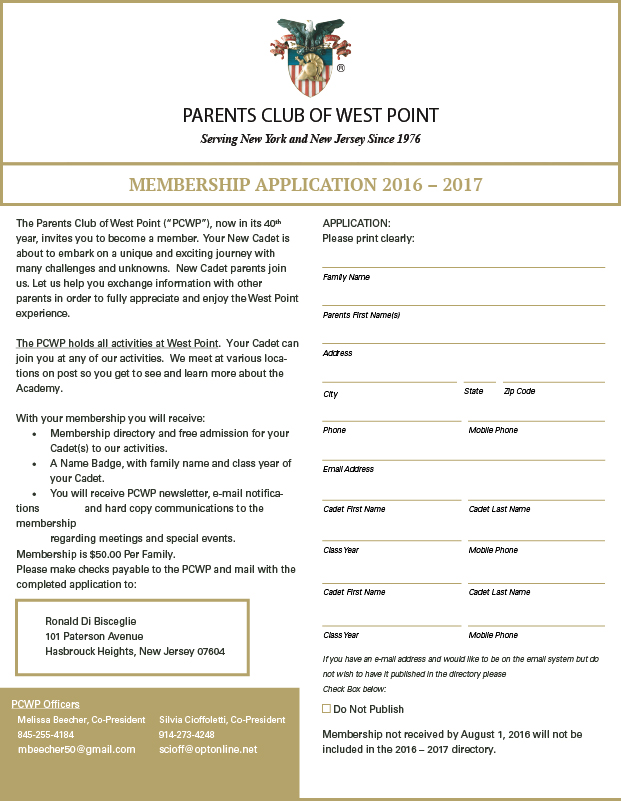 ®
PARENTS CLUB OF WEST POINT
Serving New York and New Jersey Since 1976
MEMBERSHIP APPLICATION 2016 – 2017
The Parents Club of West Point (“PCWP”), now in its 40th
year, invites you to become a member. Your New Cadet is
about to embark on a unique and exciting journey with
many challenges and unknowns. New Cadet parents join
us. Let us help you exchange information with other
parents in order to fully appreciate and enjoy the West Point
experience.
The PCWP holds all activities at West Point. Your Cadet can
join you at any of our activities. We meet at various loca-
tions on post so you get to see and learn more about the
Academy.
With your membership you will receive:
• Membership directory and free admission for your
Cadet(s) to our activities.
• A Name Badge, with family name and class year of
your Cadet.
• You will receive PCWP newsletter, e-mail notifica-
tions and hard copy communications to the
membership
regarding meetings and special events.
Membership is $50.00 Per Family.
Please make checks payable to the PCWP and mail with the
completed application to:
Ronald Di Bisceglie
101 Paterson Avenue
Hasbrouck Heights, New Jersey 07604
PCWP Officers
Melissa Beecher, Co-President Silvia Cioffoletti, Co-President
845-255-4184 914-273-4248
mbeecher50@gmail.com scioff@optonline.net
APPLICATION:
Please print clearly:
Family Name
Parents First Name(s)
Address
City State Zip Code
Phone Mobile Phone
Email Address
Cadet First Name Cadet Last Name
Class Year Mobile Phone
Cadet First Name Cadet Last Name
Class Year Mobile Phone
If you have an e-mail address and would like to be on the email system but do
not wish to have it published in the directory please
Check Box below:
Do Not Publish
Membership not received by August 1, 2016 will not be
included in the 2016 – 2017 directory.